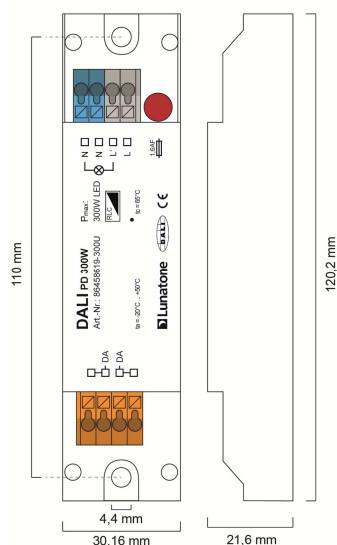 N
N
L'
L
1,6AF
Pmax:
300W LED
RLC
tc = 65°C
DALI PD 300W
Art.-Nr.: 86458619-300U
ta = -20°C ... +50°C
DALI
CE
Lunatone
DA
DA
110 mm
120,2 mm
4,4 mm
30,16 mm
21,6 mm